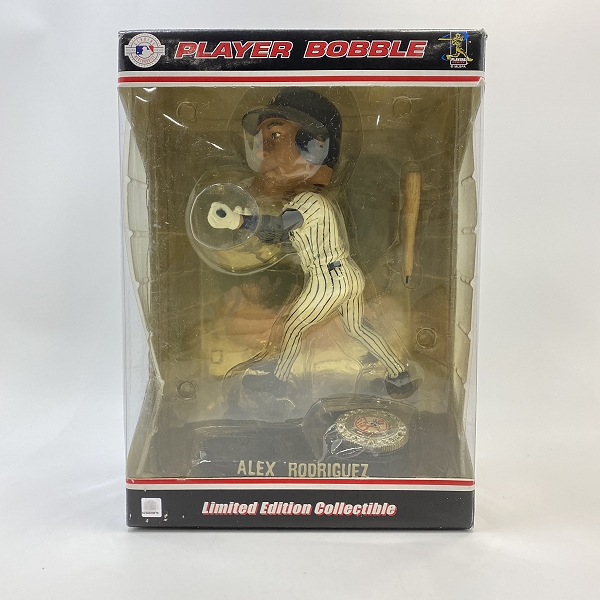 PLAYER BOBBLE
ALEX RODRIGUEZ
Limited Edition Collectible